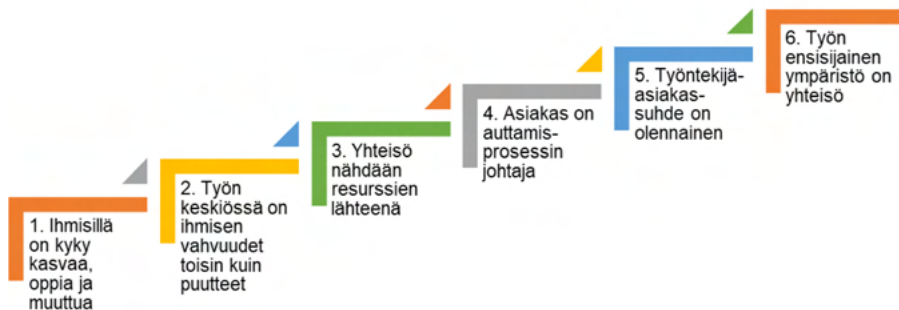 1. Ihmisillä
on kyky
kasvaa,
oppia ja
muuttua
2. Työn
keskiössä on
ihmisen
vahvuudet
toisin kuin
puutteet
3. Yhteisö
nähdään
resurssien
lähteenä
4. Asiakas on
auttamis-
prosessin
johtaja
5. Työntekijä-
asiakas-
suhde on
olennainen
6. Työn
ensisijainen
ympäristö on
yhteisö